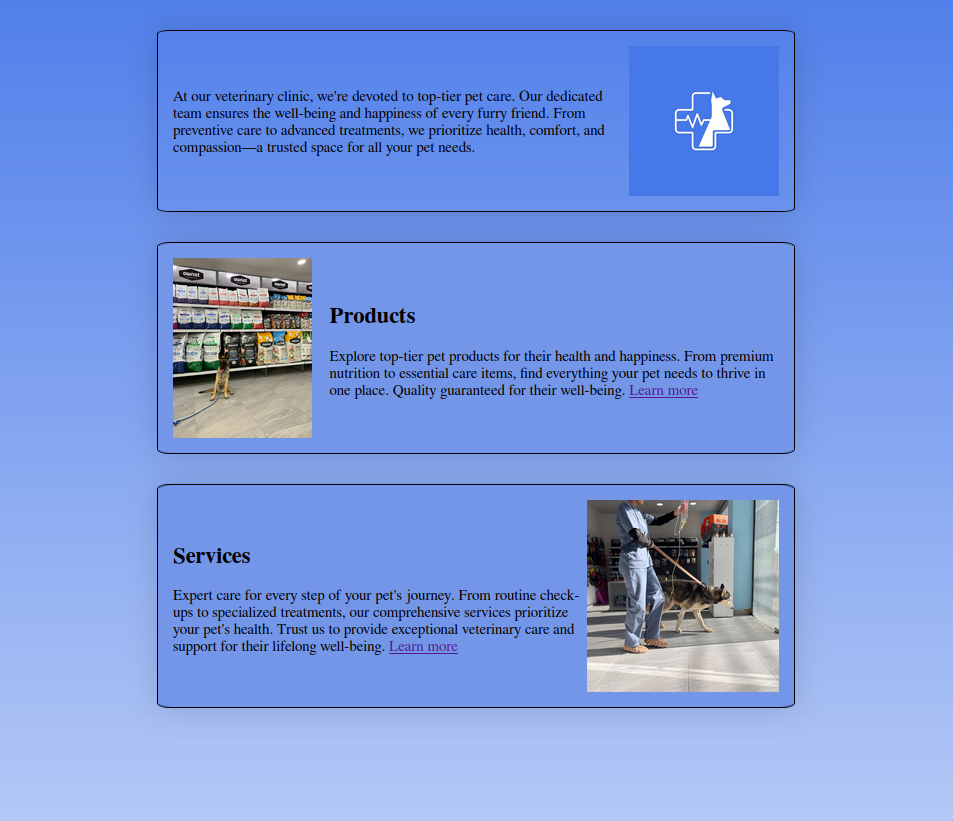 At our veterinary clinic, we're devoted to top-tier pet care. Our dedicated
team ensures the well-being and happiness of every furry friend. From
preventive care to advanced treatments, we prioritize health, comfort, and
compassion—a trusted space for all your pet needs.
ownat
ownat
ownat
Products
Explore top-tier pet products for their health and happiness. From premium
nutrition to essential care items, find everything your pet needs to thrive in
one place. Quality guaranteed for their well-being. Learn more
Services
Expert care for every step of your pet's journey. From routine check-
ups to specialized treatments, our comprehensive services prioritize
your pet's health. Trust us to provide exceptional veterinary care and
support for their lifelong well-being. Learn more